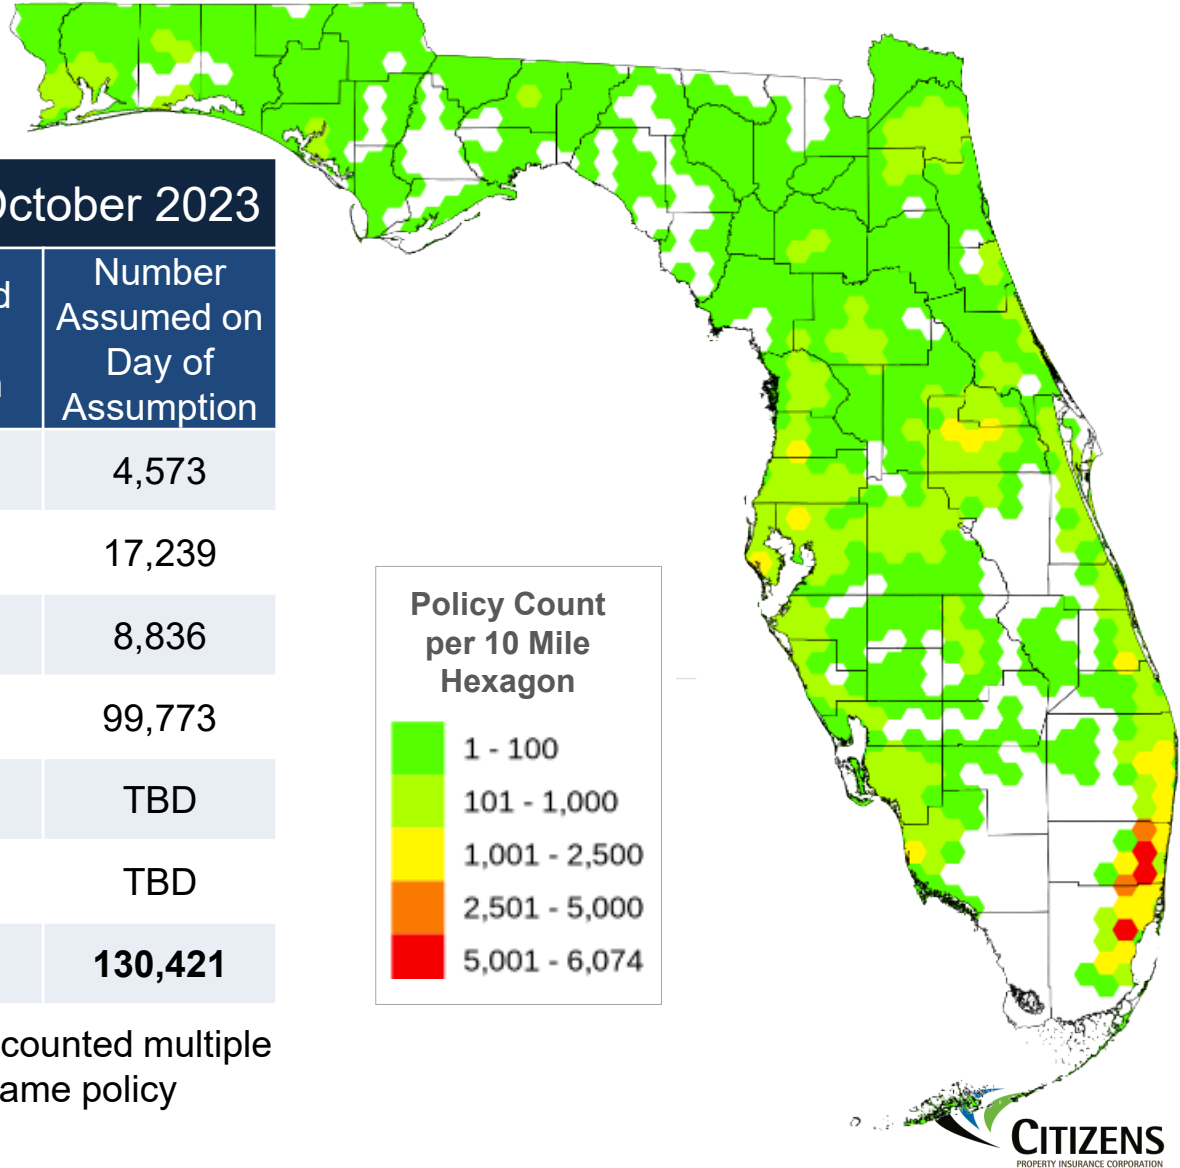 October 2023
d
Number
Assumed on
Day of
Assumption
4,573
17,239
8,836
99,773
TBD
TBD
130,421
counted multiple
ame policy
Policy Count
per 10 Mile
Hexagon
1 - 100
101 - 1,000
1,001 - 2,500
2,501 - 5,000
5,001 - 6,074
CITIZENS
PROPERTY INSURANCE CORPORATION